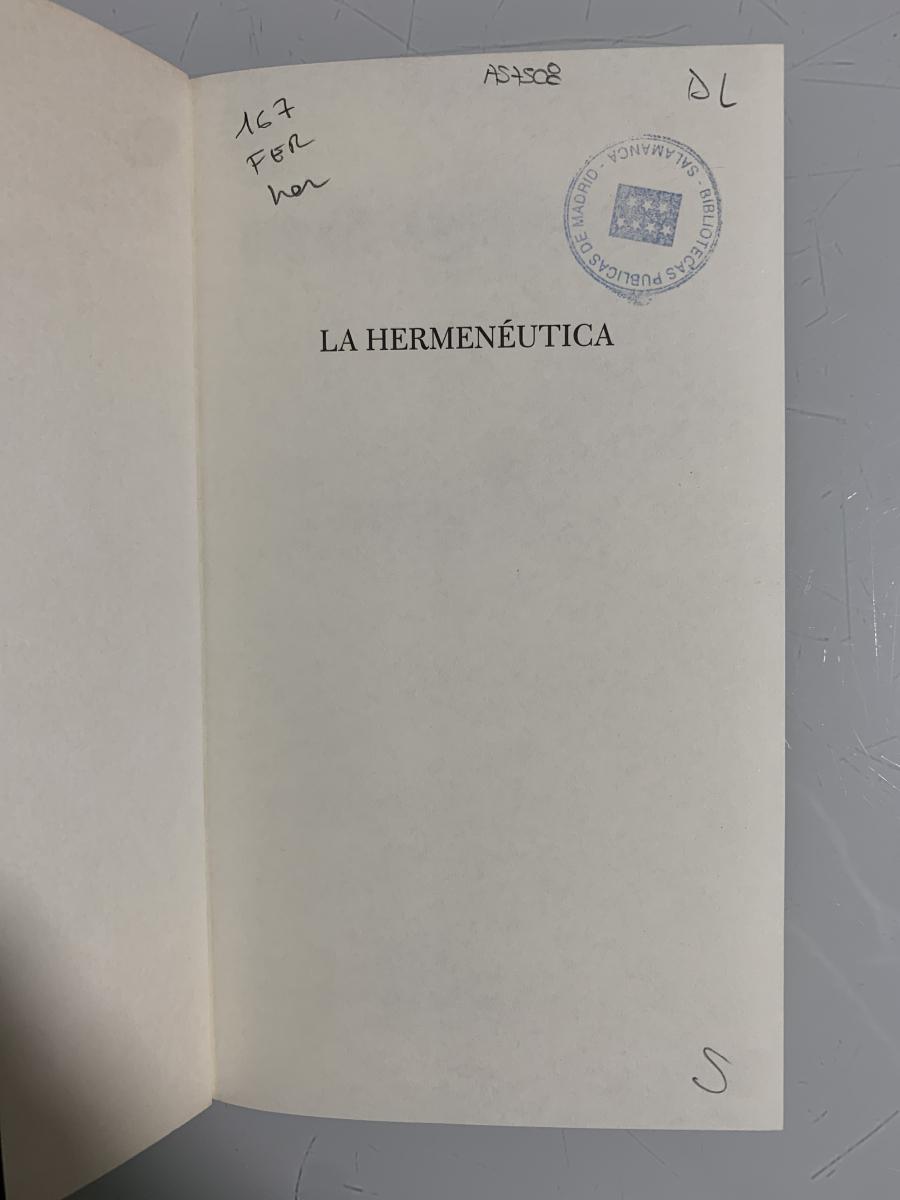 AS7508
DL
167
FER
her
BIBLIOTECAS PUBLICAS DE MADRID - SALAMANCA -
LA HERMENÉUTICA
S